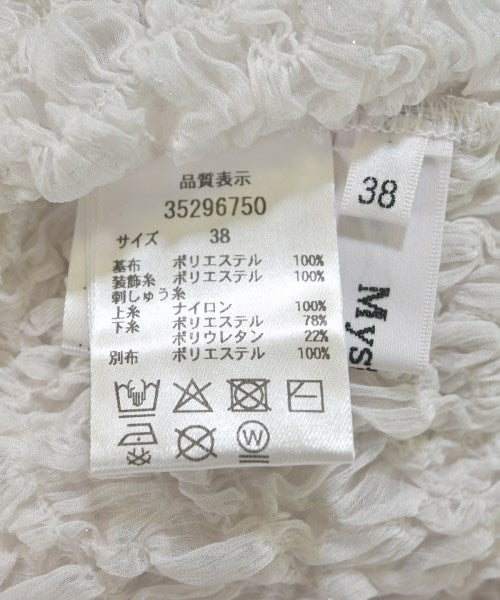 品質表示
35296750
サイズ 38
基布 ポリエステル 100%
装飾糸 ポリエステル 100%
刺しゅう糸
上糸 ナイロン 100%
下糸 ポリエステル 78%
ポリウレタン 22%
別布 ポリエステル 100%
W
38
Myst